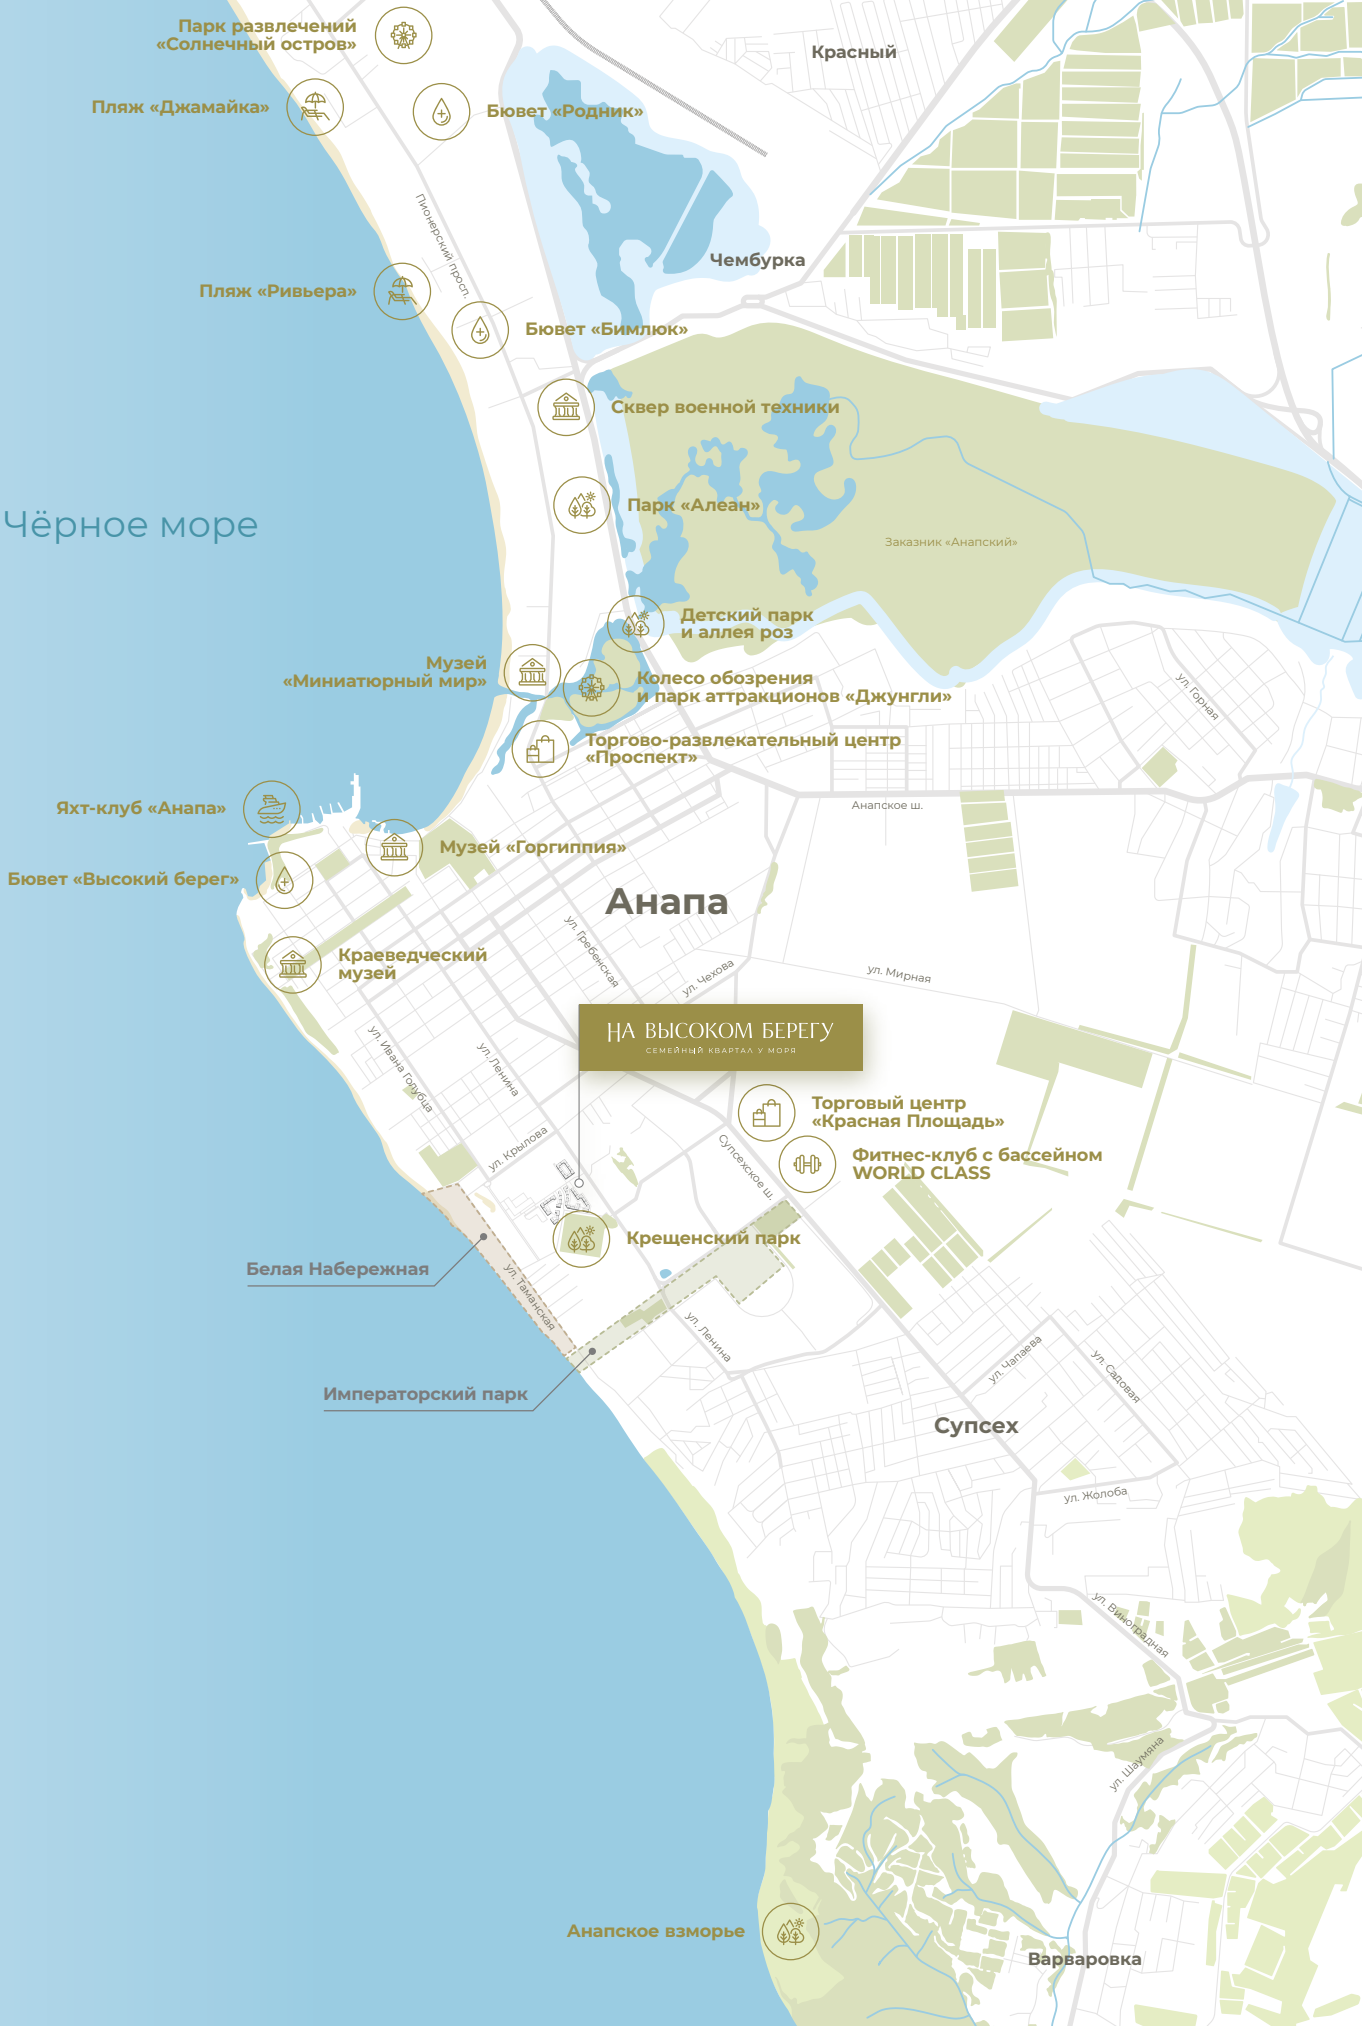 Парк развлечений
«Солнечный остров»
Красный
Пляж «Джамайка»
Бювет «Родник»
Пионерский просп.
Чембурка
Пляж «Ривьера»
Бювет «Бимлюк»
Сквер военной техники
Парк «Алеан»
Чёрное море
Заказник «Анапский»
Детский парк
и аллея роз
Музей
«Миниатюрный мир»
Колесо обозрения
и парк аттракционов «Джунгли»
ул. Горная
Торгово-развлекательный центр
«Проспект»
Яхт-клуб «Анапа»
Анапское ш.
Музей «Горгиппия»
Бювет «Высокий берег»
Анапа
ул. Гребенская
Краеведческий
музей
ул. Чехова
ул. Мирная
НА ВЫСОКОМ БЕРЕГУ
СЕМЕЙНЫЙ КВАРТАЛ У МОРЯ
ул. Ивана Голубца
ул. Ленина
Торговый центр
«Красная Площадь»
ул. Крылова
Супсехское ш.
Фитнес-клуб с бассейном
WORLD CLASS
Крещенский парк
Белая Набережная
ул. Таманская
ул. Ленина
ул. Чапаева
ул. Садовая
Императорский парк
Супсех
ул. Жолоба
ул. Виноградная
ул. Шаумяна
Анапское взморье
Варваровка